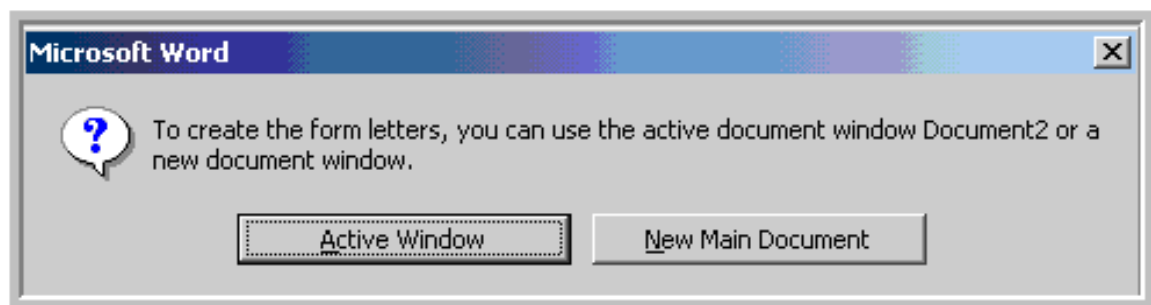 Microsoft Word
?
To create the form letters, you can use the active document window Document2 or a
new document window.
Active Window
New Main Document